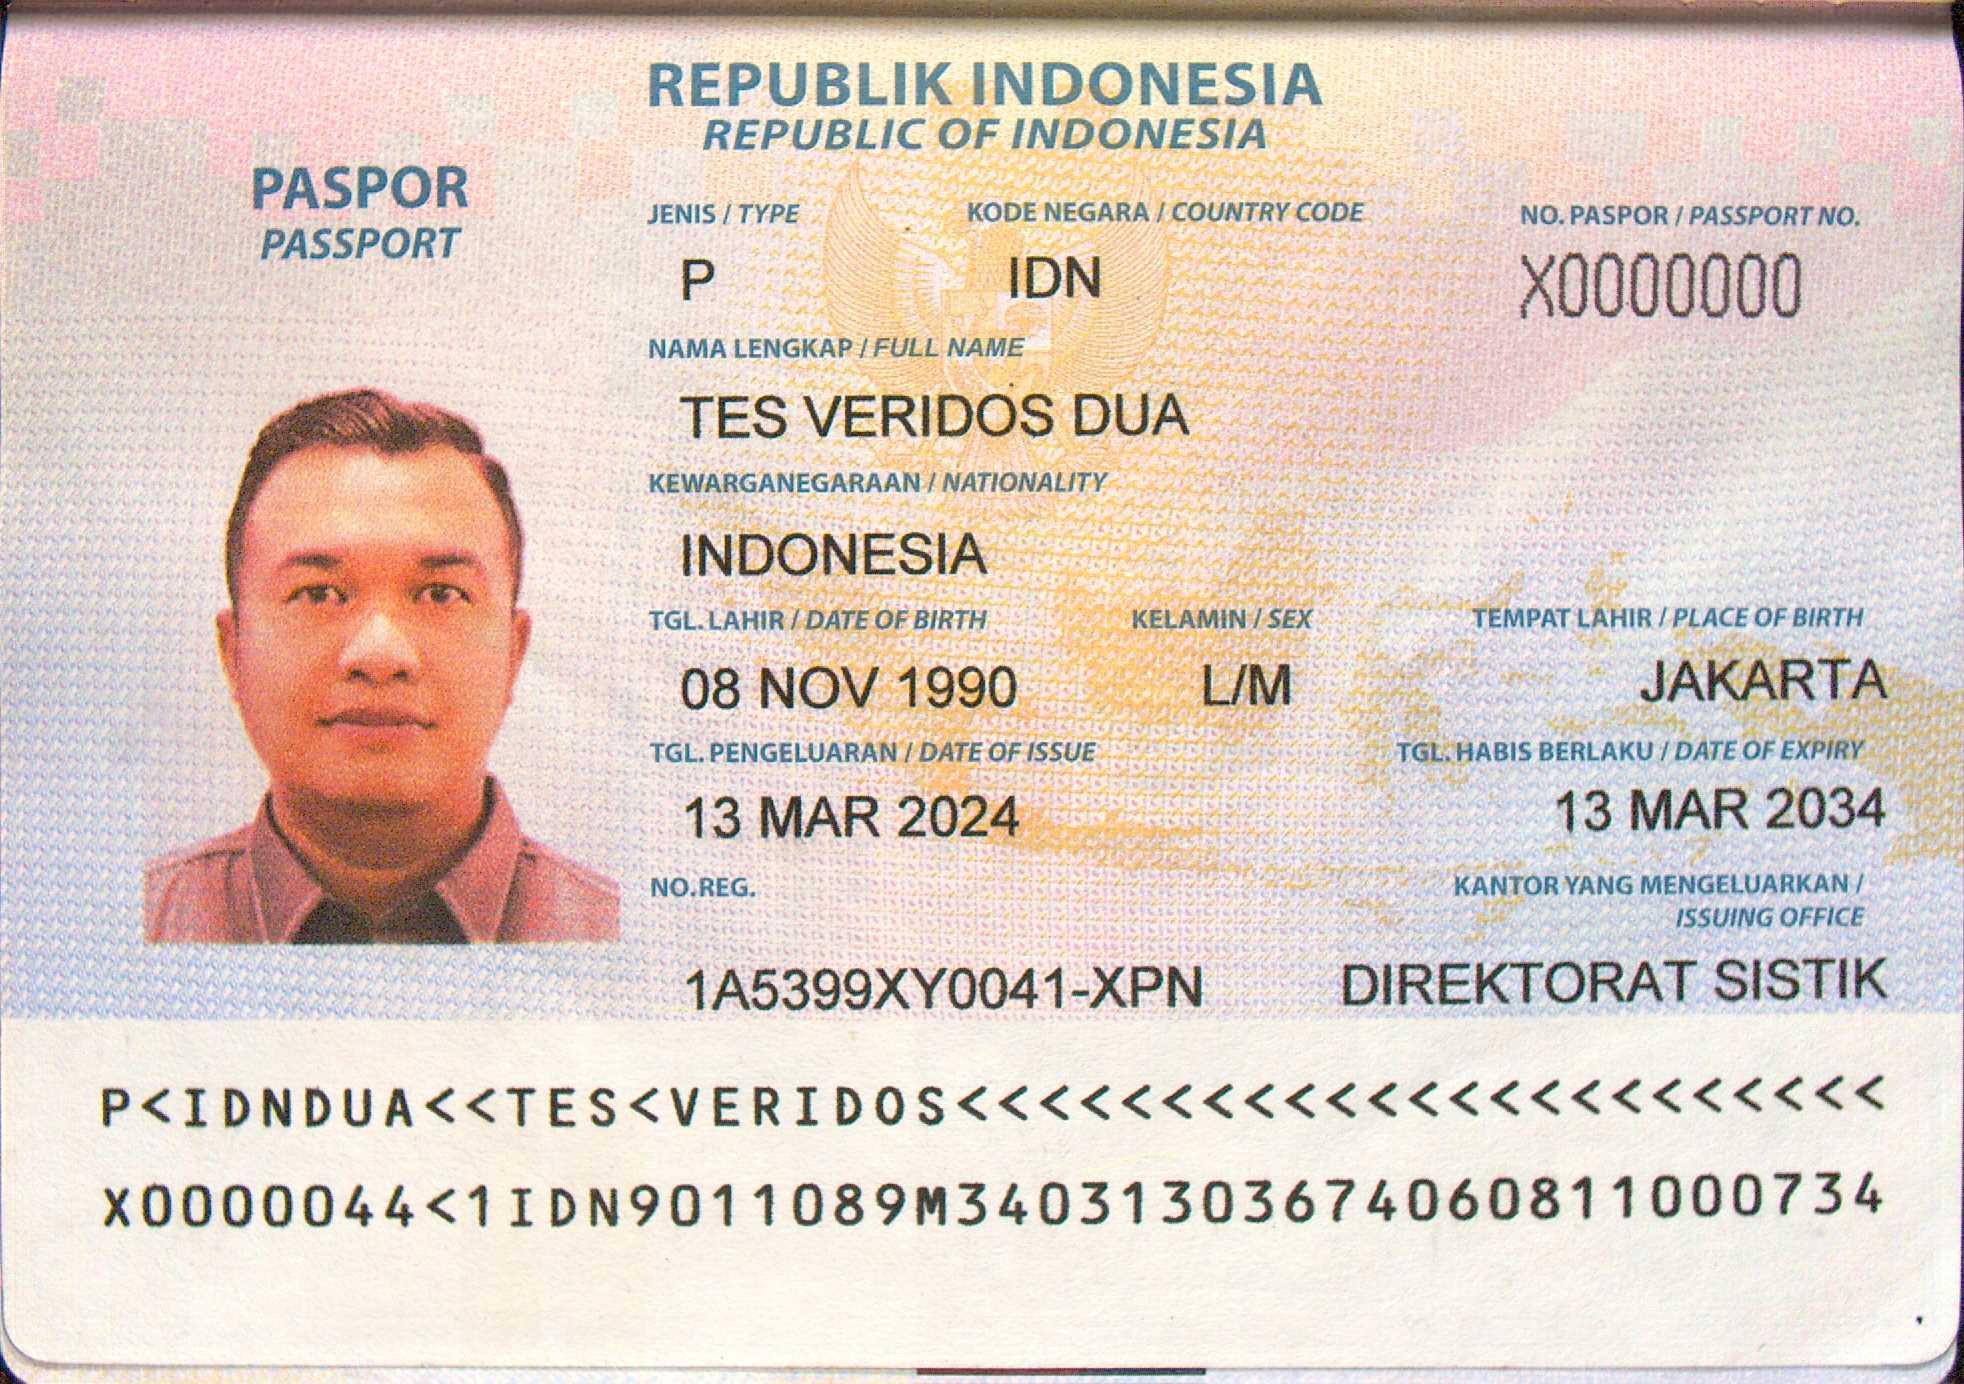 REPUBLIK INDONESIA
REPUBLIC OF INDONESIA
PASPOR
PASSPORT
JENIS / TYPE KODE NEGARA / COUNTRY CODE NO. PASPOR / PASSPORT NO.
P IDN X0000000
NAMA LENGKAP / FULL NAME
TES VERIDOS DUA
KEWARGANEGARAAN / NATIONALITY
INDONESIA
TGL. LAHIR / DATE OF BIRTH KELAMIN / SEX TEMPAT LAHIR / PLACE OF BIRTH
08 NOV 1990 L/M JAKARTA
TGL. PENGELUARAN / DATE OF ISSUE TGL. HABIS BERLAKU / DATE OF EXPIRY
13 MAR 2024 13 MAR 2034
NO.REG. KANTOR YANG MENGELUARKAN /
ISSUING OFFICE
1A5399XY0041-XPN DIREKTORAT SISTIK
P<IDNDUA<<TES<VERIDOS<<<<<<<<<<<<<<<<<<<<<<<
X0000044<1IDN9011089M34031303674060811000734